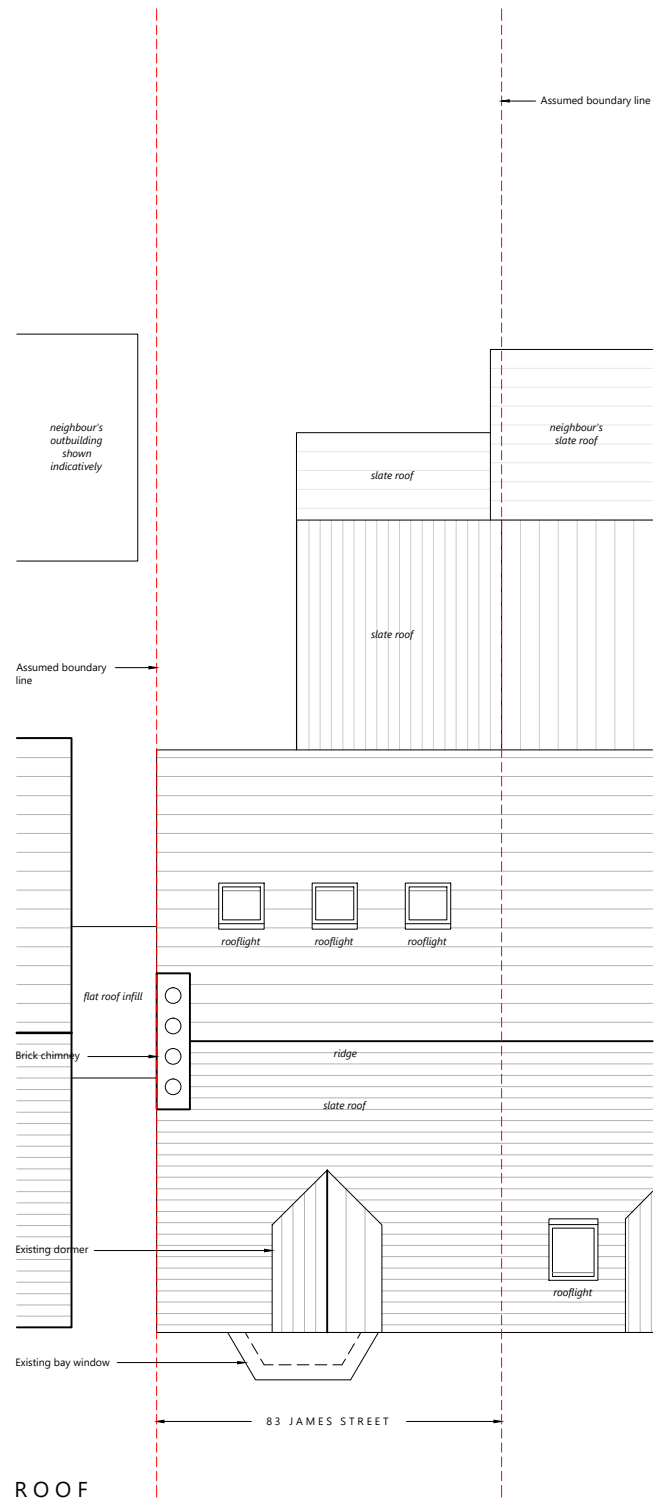 Assumed boundary line
neighbour's
outbuilding
shown
indicatively
neighbour's
slate roof
slate roof
slate roof
Assumed boundary
line
rooflight
rooflight
rooflight
flat roof infill
Brick chimney
ridge
slate roof
Existing dormer
rooflight
Existing bay window
83 JAMES STREET
ROOF